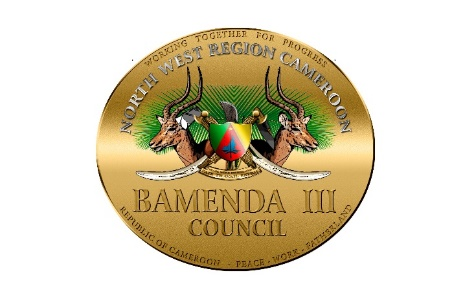 WORKING TOGETHER FOR PROGRESS
NORTH WEST REGION CAMEROON
BAMENDA III
COUNCIL
REPUBLIC OF CAMEROON - PEACE - WORK - FATHERLAND